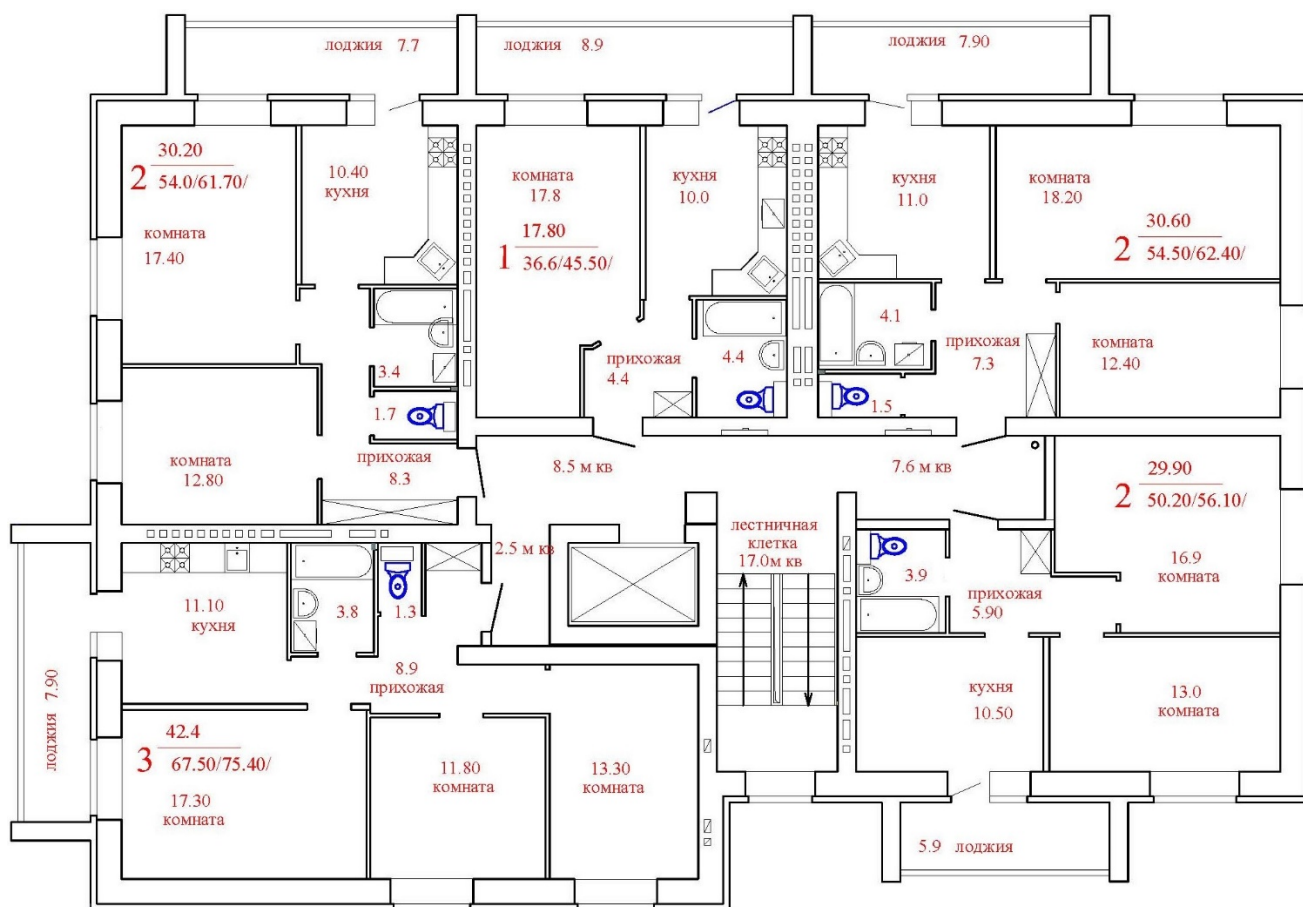 лоджия 7.7
лоджия 8.9
лоджия 7.90
30.20
2 54.0/61.70/
комната
17.40
10.40
кухня
3.4
1.7
комната
12.80
прихожая
8.3
комната
17.8
17.80
1 36.6/45.50/
кухня
10.0
прихожая
4.4
4.4
кухня
11.0
комната
18.20
30.60
2 54.50/62.40/
4.1
прихожая
7.3
1.5
комната
12.40
8.5 м кв
7.6 м кв
2.5 м кв
лестничная
клетка
17.0м кв
29.90
2 50.20/56.10/
16.9
комната
3.9
прихожая
5.90
кухня
10.50
13.0
комната
5.9 лоджия
11.10
кухня
3.8
1.3
8.9
прихожая
лоджия 7.90
42.4
3 67.50/75.40/
17.30
комната
11.80
комната
13.30
комната